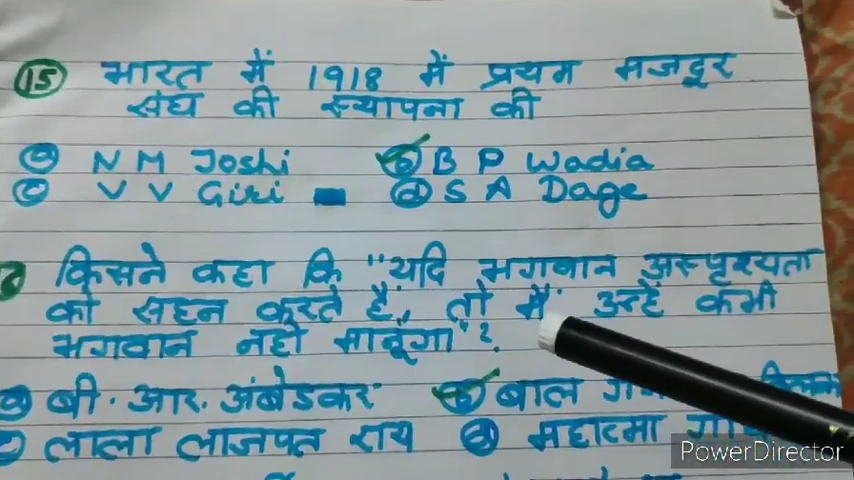 15 भारत में 1918 में प्रथम मजदूर
संघ की स्थापना की
a N M Joshi b B P Wadia
c V V Giri d S A Dage
किसने कहा कि "यदि भगवान अस्पृश्यता
को सहन करते है, तो मैं उन्हें कभी
भगवान नहीं मानूंगा"?
a बी. आर. अंबेडकर b बाल
c लाला लाजपत राय d महात्मा
PowerDirector